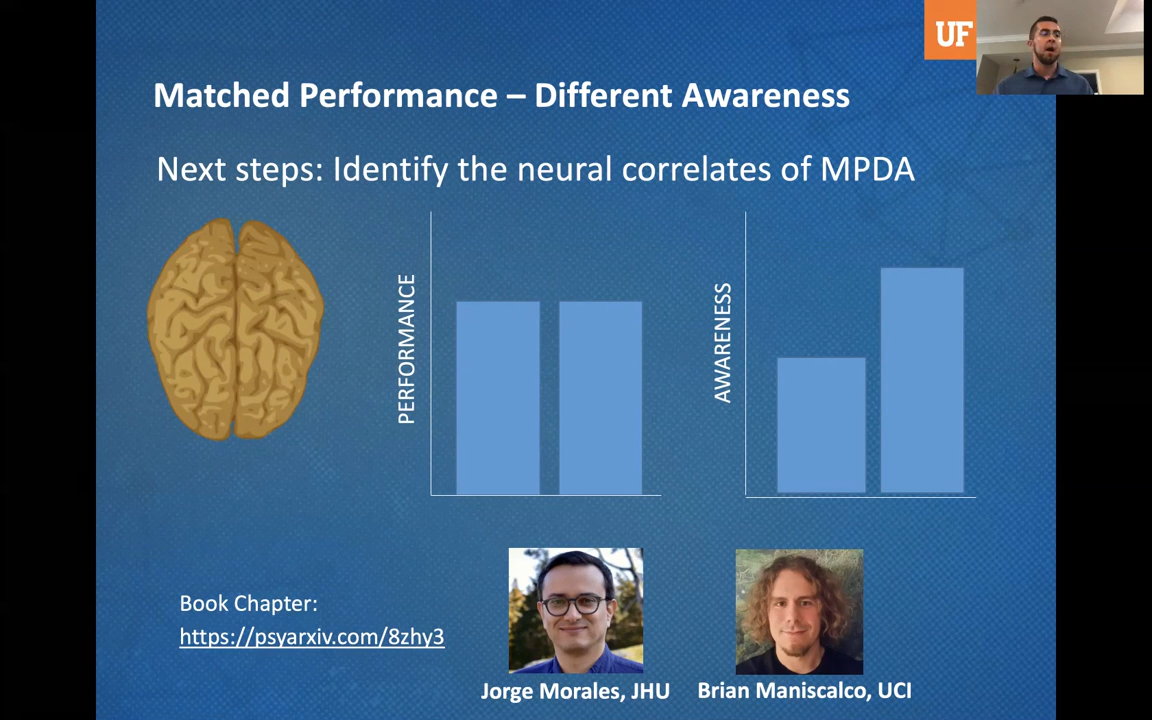 UF
Matched Performance – Different Awareness
Next steps: Identify the neural correlates of MPDA
PERFORMANCE
AWARENESS
Book Chapter:
https://psyarxiv.com/8zhy3
Jorge Morales, JHU
Brian Maniscalco, UCI